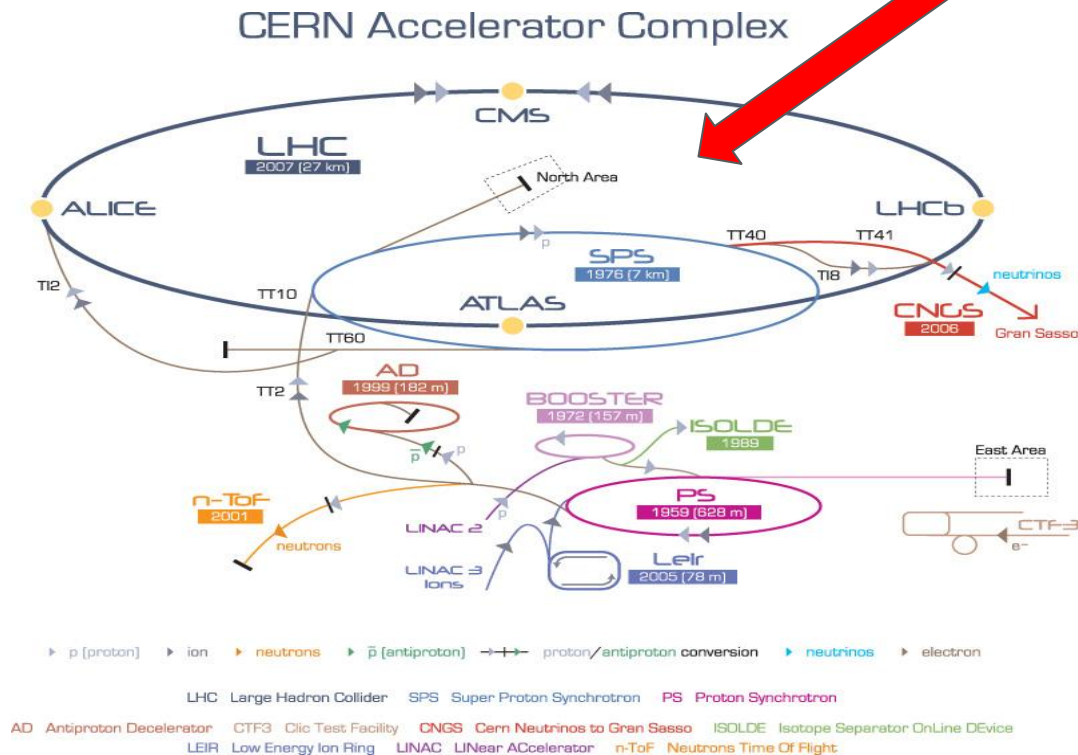 CERN Accelerator Complex
CMS
LHC
2007 (27 km)
North Area
ALICE
LHCb
TT40
TT41
p
SPS
1976 (7 km)
TI8
neutrinos
TI2
TT10
ATLAS
CNGS
2006
Gran Sasso
TT60
AD
1999 (182 m)
TT2
BOOSTER
1972 (157 m)
ISOLDE
1989
p̅
p
East Area
n-ToF
2001
LINAC 2
p
PS
1959 (628 m)
CTF-3
e-
neutrons
LINAC 3
Ions
Leir
2005 (78 m)
p (proton) ion neutrons p̅ (antiproton) proton/antiproton conversion neutrinos electron
LHC Large Hadron Collider SPS Super Proton Synchrotron PS Proton Synchrotron
AD Antiproton Decelerator CTF3 Clic Test Facility CNGS Cern Neutrinos to Gran Sasso ISOLDE Isotope Separator OnLine DEvice
LEIR Low Energy Ion Ring LINAC LINear ACcelerator n-ToF Neutrons Time Of Flight